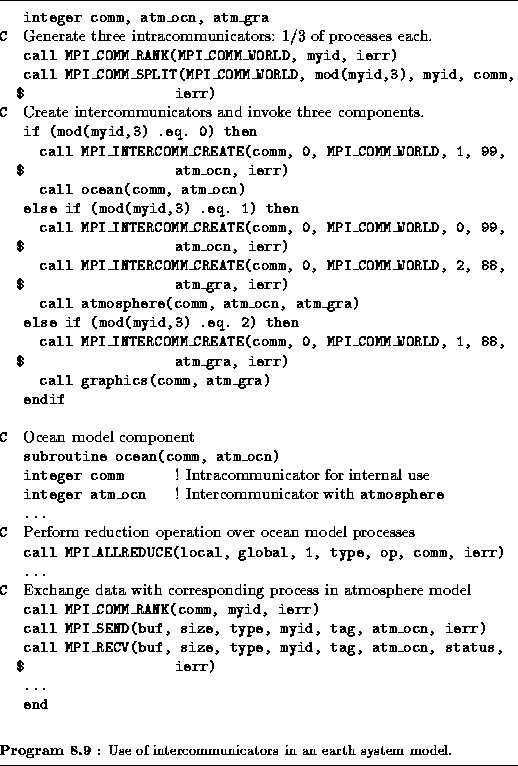 integer comm, atm_ocn, atm_gra
C Generate three intracommunicators: 1/3 of processes each.
call MPI_COMM_RANK(MPI_COMM_WORLD, myid, ierr)
call MPI_COMM_SPLIT(MPI_COMM_WORLD, mod(myid,3), myid, comm,
$ ierr)
C Create intercommunicators and invoke three components.
if (mod(myid,3) .eq. 0) then
call MPI_INTERCOMM_CREATE(comm, 0, MPI_COMM_WORLD, 1, 99,
$ atm_ocn, ierr)
call ocean(comm, atm_ocn)
else if (mod(myid,3) .eq. 1) then
call MPI_INTERCOMM_CREATE(comm, 0, MPI_COMM_WORLD, 0, 99,
$ atm_ocn, ierr)
call MPI_INTERCOMM_CREATE(comm, 0, MPI_COMM_WORLD, 2, 88,
$ atm_gra, ierr)
call atmosphere(comm, atm_ocn, atm_gra)
else if (mod(myid,3) .eq. 2) then
call MPI_INTERCOMM_CREATE(comm, 0, MPI_COMM_WORLD, 1, 88,
$ atm_gra, ierr)
call graphics(comm, atm_gra)
endif
C Ocean model component
subroutine ocean(comm, atm_ocn)
integer comm ! Intracommunicator for internal use
integer atm_ocn ! Intercommunicator with atmosphere
...
C Perform reduction operation over ocean model processes
call MPI_ALLREDUCE(local, global, 1, type, op, comm, ierr)
...
C Exchange data with corresponding process in atmosphere model
call MPI_COMM_RANK(comm, myid, ierr)
call MPI_SEND(buf, size, type, myid, tag, atm_ocn, ierr)
call MPI_RECV(buf, size, type, myid, tag, atm_ocn, status,
$ ierr)
...
end
Program 8.9 : Use of intercommunicators in an earth system model.